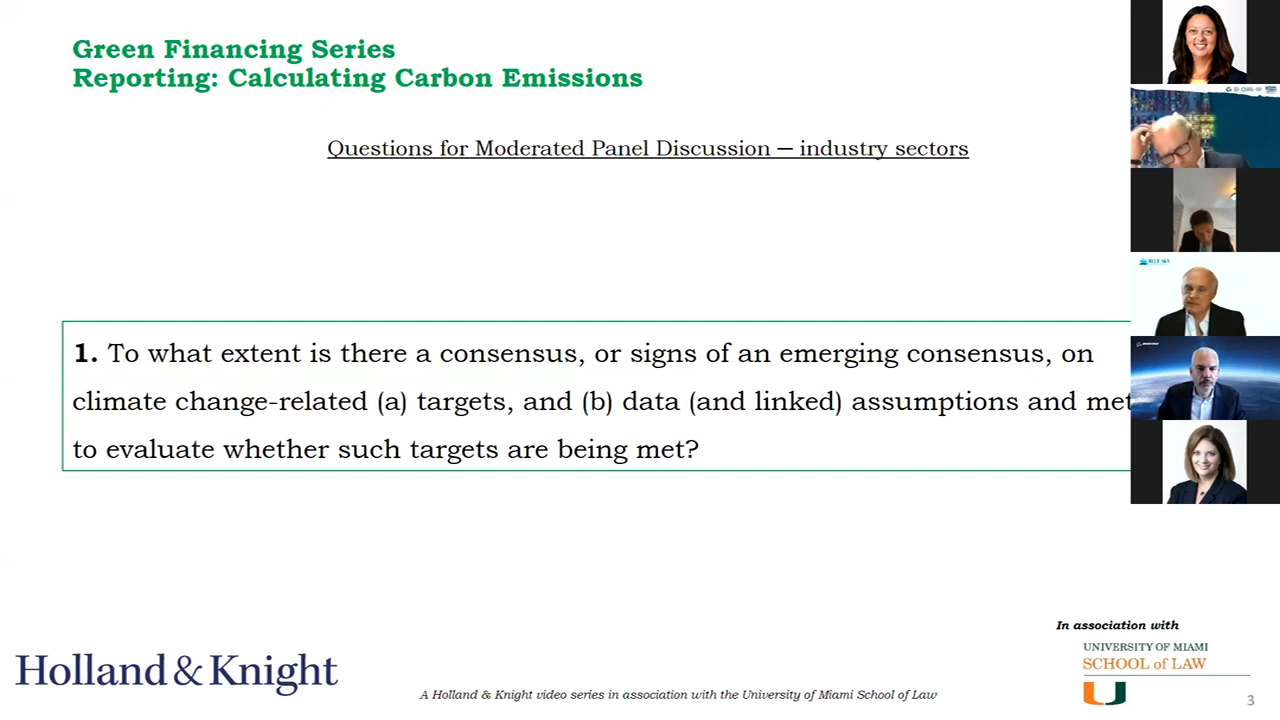 Green Financing Series
Reporting: Calculating Carbon Emissions
Questions for Moderated Panel Discussion — industry sectors
1. To what extent is there a consensus, or signs of an emerging consensus, on
climate change-related (a) targets, and (b) data (and linked) assumptions and met
to evaluate whether such targets are being met?
BLUE SKY
In association with
UNIVERSITY OF MIAMI
SCHOOL of LAW
Holland & Knight
A Holland & Knight video series in association with the University of Miami School of Law
3